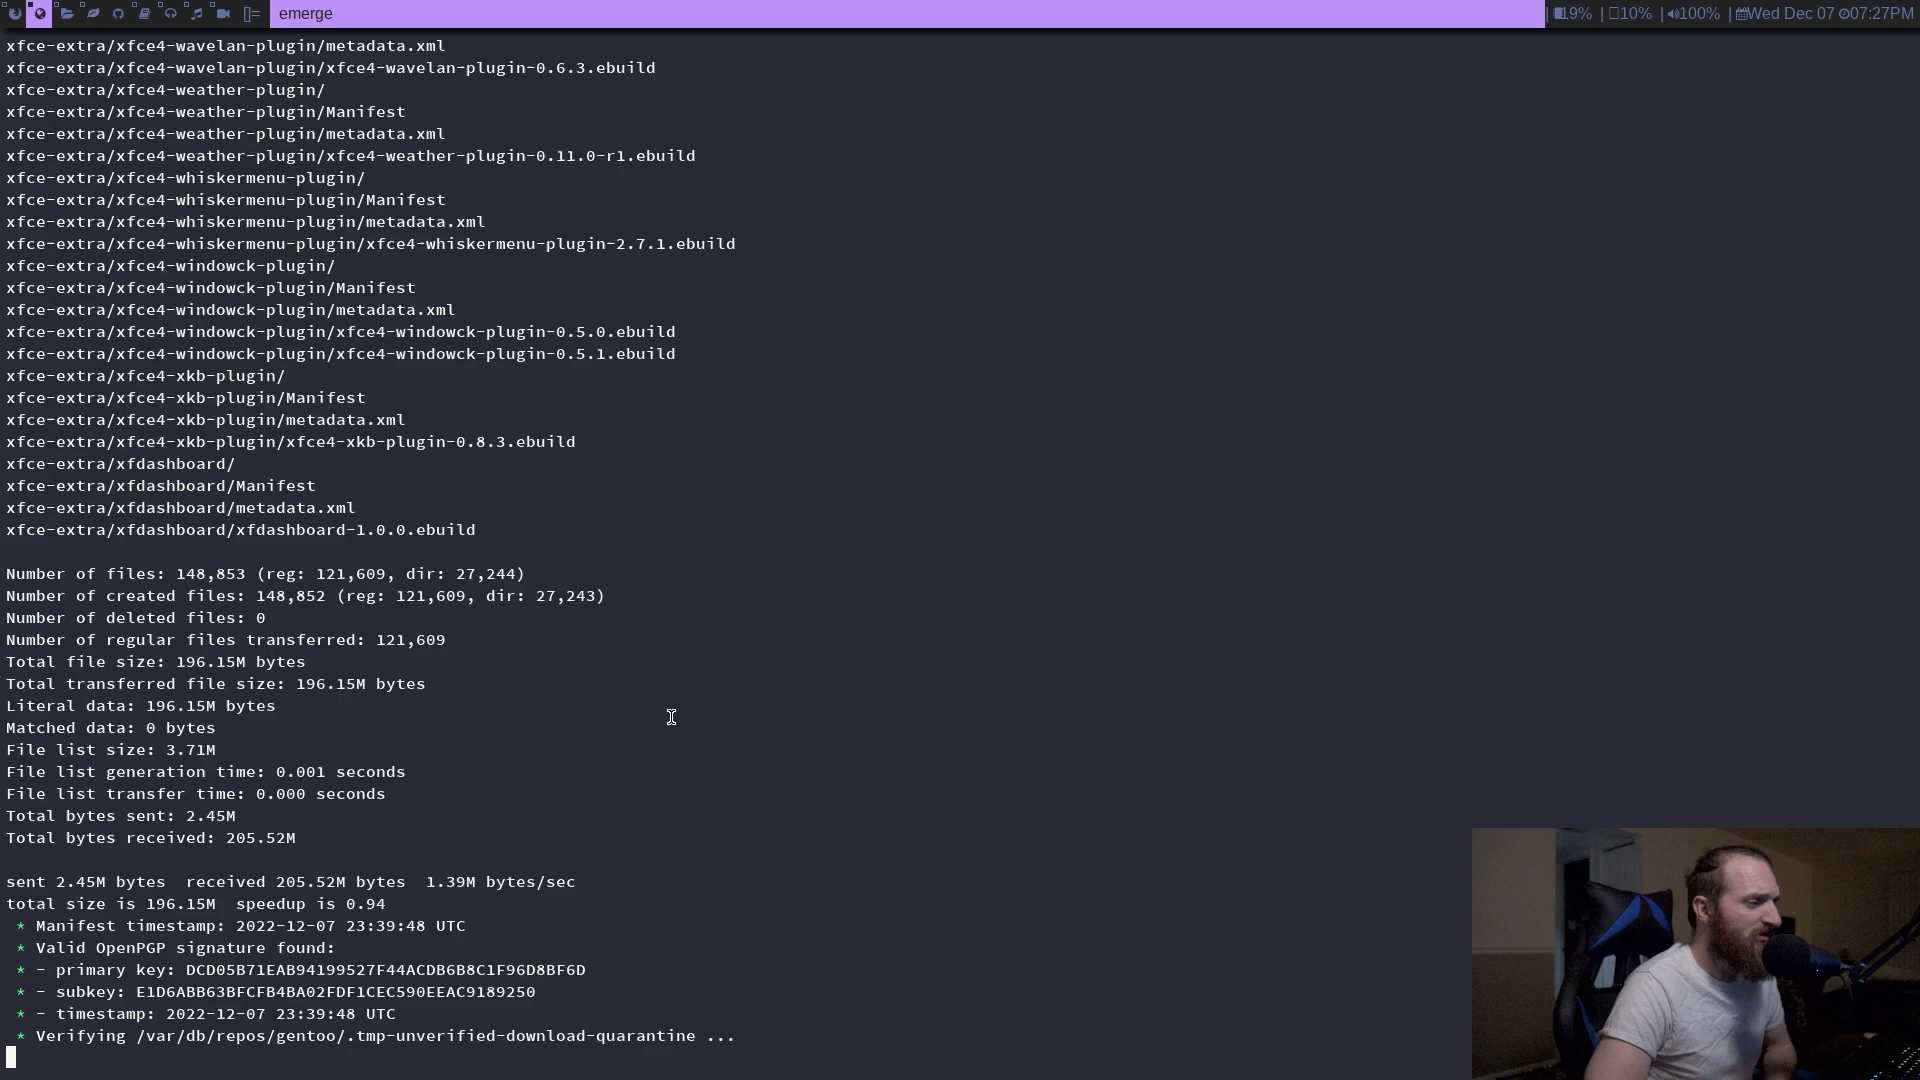 []= emerge | 19% | 10% | 100% | Wed Dec 07 07:27PM
xfce-extra/xfce4-wavelan-plugin/metadata.xml
xfce-extra/xfce4-wavelan-plugin/xfce4-wavelan-plugin-0.6.3.ebuild
xfce-extra/xfce4-weather-plugin/
xfce-extra/xfce4-weather-plugin/Manifest
xfce-extra/xfce4-weather-plugin/metadata.xml
xfce-extra/xfce4-weather-plugin/xfce4-weather-plugin-0.11.0-r1.ebuild
xfce-extra/xfce4-whiskermenu-plugin/
xfce-extra/xfce4-whiskermenu-plugin/Manifest
xfce-extra/xfce4-whiskermenu-plugin/metadata.xml
xfce-extra/xfce4-whiskermenu-plugin/xfce4-whiskermenu-plugin-2.7.1.ebuild
xfce-extra/xfce4-windowck-plugin/
xfce-extra/xfce4-windowck-plugin/Manifest
xfce-extra/xfce4-windowck-plugin/metadata.xml
xfce-extra/xfce4-windowck-plugin/xfce4-windowck-plugin-0.5.0.ebuild
xfce-extra/xfce4-windowck-plugin/xfce4-windowck-plugin-0.5.1.ebuild
xfce-extra/xfce4-xkb-plugin/
xfce-extra/xfce4-xkb-plugin/Manifest
xfce-extra/xfce4-xkb-plugin/metadata.xml
xfce-extra/xfce4-xkb-plugin/xfce4-xkb-plugin-0.8.3.ebuild
xfce-extra/xfdashboard/
xfce-extra/xfdashboard/Manifest
xfce-extra/xfdashboard/metadata.xml
xfce-extra/xfdashboard/xfdashboard-1.0.0.ebuild
Number of files: 148,853 (reg: 121,609, dir: 27,244)
Number of created files: 148,852 (reg: 121,609, dir: 27,243)
Number of deleted files: 0
Number of regular files transferred: 121,609
Total file size: 196.15M bytes
Total transferred file size: 196.15M bytes
Literal data: 196.15M bytes
Matched data: 0 bytes
File list size: 3.71M
File list generation time: 0.001 seconds
File list transfer time: 0.000 seconds
Total bytes sent: 2.45M
Total bytes received: 205.52M
sent 2.45M bytes  received 205.52M bytes  1.39M bytes/sec
total size is 196.15M  speedup is 0.94
* Manifest timestamp: 2022-12-07 23:39:48 UTC
* Valid OpenPGP signature found:
* - primary key: DCD05B71EAB94199527F44ACDB6B8C1F96D8BF6D
* - subkey: E1D6ABB63BFCFB4BA02FDF1CEC590EEAC9189250
* - timestamp: 2022-12-07 23:39:48 UTC
* Verifying /var/db/repos/gentoo/.tmp-unverified-download-quarantine ...